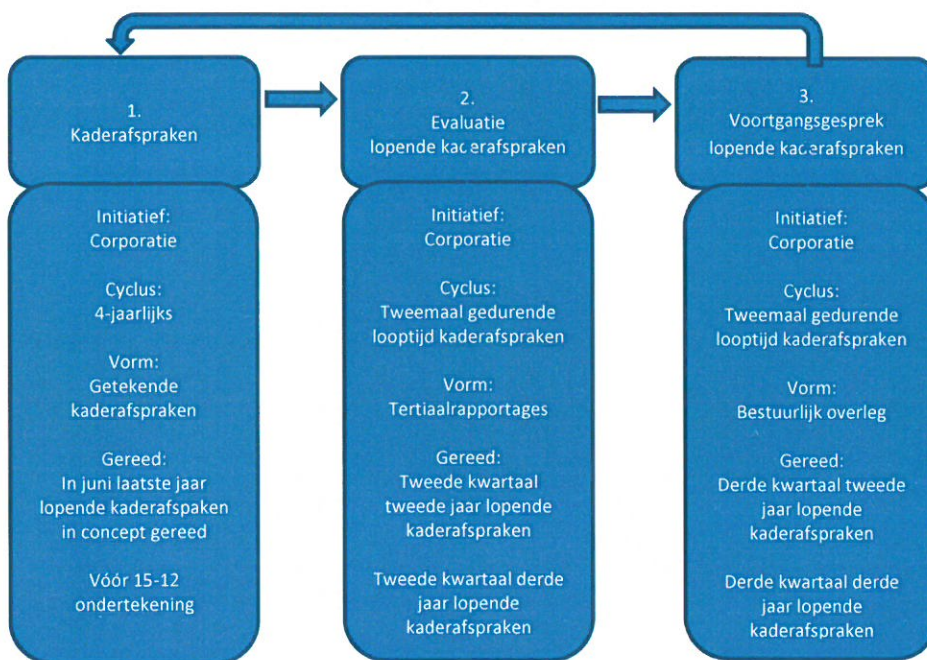 1.
Kaderafspraken
Initiatief:
Corporatie
Cyclus:
4-jaarlijks
Vorm:
Getekende
kaderafspraken
Gereed:
In juni laatste jaar
lopende kaderafspaken
in concept gereed
Vóór 15-12
ondertekening
2.
Evaluatie
lopende kaderafspraken
Initiatief:
Corporatie
Cyclus:
Tweemaal gedurende
looptijd kaderafspraken
Vorm:
Tertiaalrapportages
Gereed:
Tweede kwartaal
tweede jaar lopende
kaderafspraken
Tweede kwartaal derde
jaar lopende
kaderafspraken
3.
Voortgangsgesprek
lopende kaderafspraken
Initiatief:
Corporatie
Cyclus:
Tweemaal gedurende
looptijd kaderafspraken
Vorm:
Bestuurlijk overleg
Gereed:
Derde kwartaal tweede
jaar lopende
kaderafspraken
Derde kwartaal derde
jaar lopende
kaderafspraken